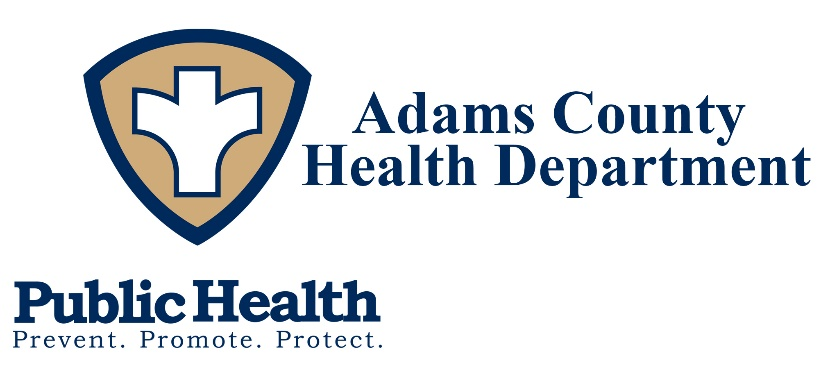 Adams County
Health Department
Public Health
Prevent. Promote. Protect.